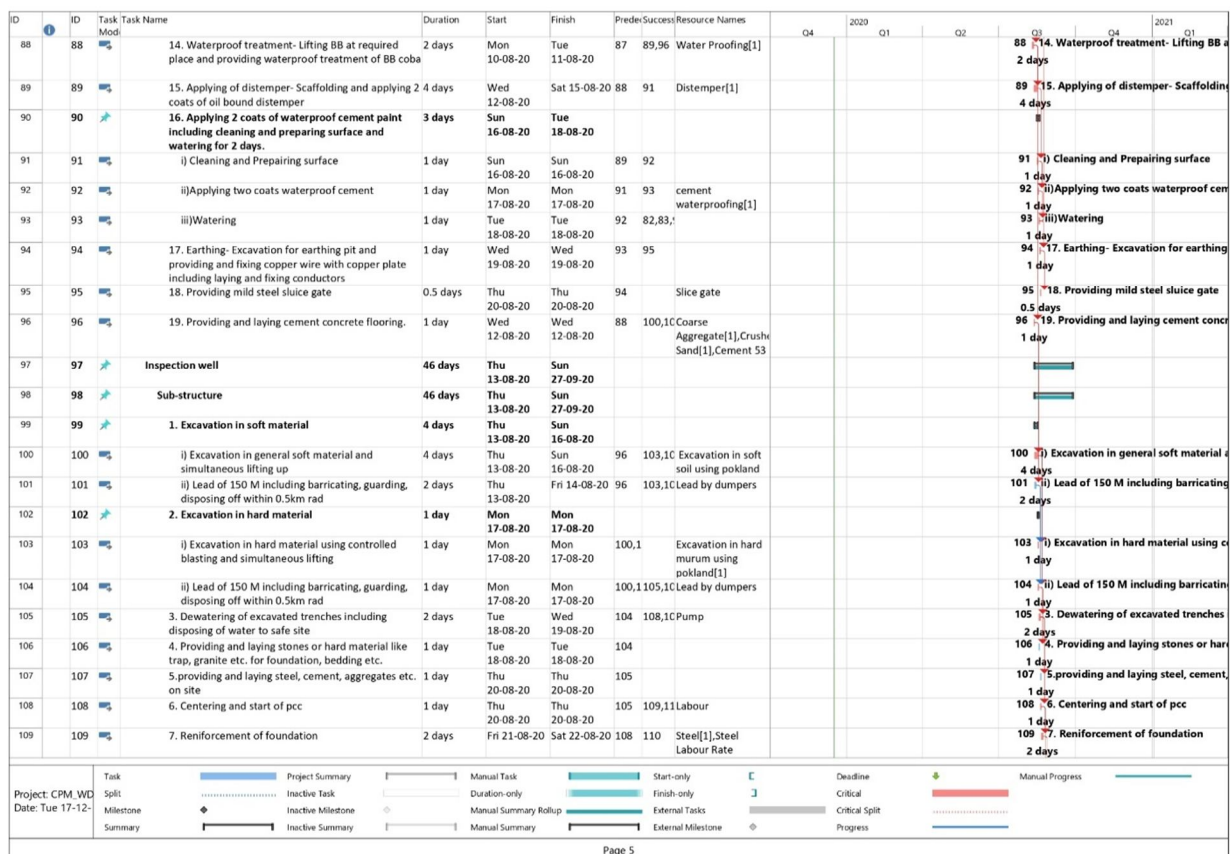 ID ID Task Mode Task Name Duration Start Finish Predec Success Resource Names 2020 2021
Q4 Q1 Q2 Q3 Q4 Q1
88 88 14. Waterproof treatment- Lifting BB at required 2 days Mon Tue 87 89,96 Water Proofing[1] 88 14. Waterproof treatment- Lifting BB a
place and providing waterproof treatment of BB coba 10-08-20 11-08-20 2 days
89 89 15. Applying of distemper- Scaffolding and applying 2 4 days Wed Sat 15-08-20 88 91 Distemper[1] 89 15. Applying of distemper- Scaffolding
coats of oil bound distemper 12-08-20 4 days
90 90 16. Applying 2 coats of waterproof cement paint 3 days Sun Tue
including cleaning and preparing surface and 16-08-20 18-08-20
watering for 2 days.
91 91 i) Cleaning and Prepairing surface 1 day Sun Sun 89 92 91 i) Cleaning and Prepairing surface
16-08-20 16-08-20 1 day
92 92 ii)Applying two coats waterproof cement 1 day Mon Mon 91 93 cement 92 ii)Applying two coats waterproof cem
17-08-20 17-08-20 waterproofing[1] 1 day
93 93 iii)Watering 1 day Tue Tue 92 82,83, 93 iii)Watering
18-08-20 18-08-20 1 day
94 94 17. Earthing- Excavation for earthing pit and 1 day Wed Wed 93 95 94 17. Earthing- Excavation for earthing
providing and fixing copper wire with copper plate 19-08-20 19-08-20 1 day
including laying and fixing conductors
95 95 18. Providing mild steel sluice gate 0.5 days Thu Thu 94 Slice gate 95 18. Providing mild steel sluice gate
20-08-20 20-08-20 0.5 days
96 96 19. Providing and laying cement concrete flooring. 1 day Wed Wed 88 100,10 Coarse 96 19. Providing and laying cement concr
12-08-20 12-08-20 Aggregate[1],Crushe 1 day
Sand[1],Cement 53
97 97 Inspection well 46 days Thu Sun
13-08-20 27-09-20
98 98 Sub-structure 46 days Thu Sun
13-08-20 27-09-20
99 99 1. Excavation in soft material 4 days Thu Sun
13-08-20 16-08-20
100 100 i) Excavation in general soft material and 4 days Thu Sun 96 103,10 Excavation in soft 100 i) Excavation in general soft material a
simultaneous lifting up 13-08-20 16-08-20 soil using pokland 4 days
101 101 ii) Lead of 150 M including barricating, guarding, 2 days Thu Fri 14-08-20 96 103,10 Lead by dumpers 101 ii) Lead of 150 M including barricating
disposing off within 0.5km rad 13-08-20 2 days
102 102 2. Excavation in hard material 1 day Mon Mon
17-08-20 17-08-20
103 103 i) Excavation in hard material using controlled 1 day Mon Mon 100,1 Excavation in hard 103 i) Excavation in hard material using c
blasting and simultaneous lifting 17-08-20 17-08-20 murum using 1 day
pokland[1]
104 104 ii) Lead of 150 M including barricating, guarding, 1 day Mon Mon 100,1 105,10 Lead by dumpers 104 ii) Lead of 150 M including barricatin
disposing off within 0.5km rad 17-08-20 17-08-20 1 day
105 105 3. Dewatering of excavated trenches including 2 days Tue Wed 104 108,10 Pump 105 3. Dewatering of excavated trenches
disposing of water to safe site 18-08-20 19-08-20 2 days
106 106 4. Providing and laying stones or hard material like 1 day Tue Tue 104 106 4. Providing and laying stones or hard
trap, granite etc. for foundation, bedding etc. 18-08-20 18-08-20 1 day
107 107 5.providing and laying steel, cement, aggregates etc. 1 day Thu Thu 105 107 5.providing and laying steel, cement,
on site 20-08-20 20-08-20 1 day
108 108 6. Centering and start of pcc 1 day Thu Thu 105 109,11 Labour 108 6. Centering and start of pcc
20-08-20 20-08-20 1 day
109 109 7. Reniforcement of foundation 2 days Fri 21-08-20 Sat 22-08-20 108 110 Steel[1],Steel 109 7. Reniforcement of foundation
Labour Rate 2 days
Task Project Summary Manual Task Start-only Deadline Manual Progress
Project: CPM_WD Split Inactive Task Duration-only Finish-only Critical
Date: Tue 17-12- Milestone Inactive Milestone Manual Summary Rollup External Tasks Critical Split
Summary Inactive Summary Manual Summary External Milestone Progress
Page 5